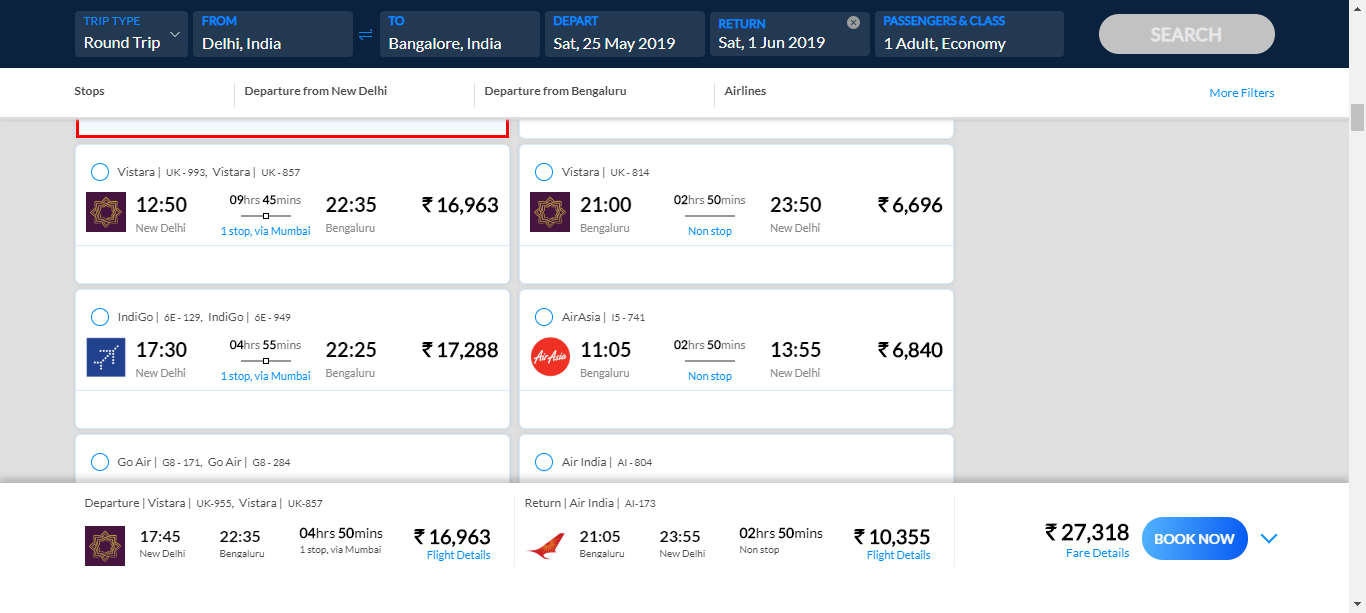 TRIP TYPE
Round Trip
FROM
Delhi, India
TO
Bangalore, India
DEPART
Sat, 25 May 2019
RETURN
Sat, 1 Jun 2019
PASSENGERS & CLASS
1 Adult, Economy
SEARCH
Stops
Departure from New Delhi
Departure from Bengaluru
Airlines
More Filters
Vistara | UK - 993, Vistara | UK - 857
12:50
New Delhi
09hrs 45mins
1 stop, via Mumbai
22:35
Bengaluru
₹ 16,963
Vistara | UK - 814
21:00
Bengaluru
02hrs 50mins
Non stop
23:50
New Delhi
₹ 6,696
IndiGo | 6E - 129, IndiGo | 6E - 949
17:30
New Delhi
04hrs 55mins
1 stop, via Mumbai
22:25
Bengaluru
₹ 17,288
AirAsia | I5 - 741
AirAsia
11:05
Bengaluru
02hrs 50mins
Non stop
13:55
New Delhi
₹ 6,840
Go Air | G8 - 171, Go Air | G8 - 284
Air India | AI - 804
Departure | Vistara | UK-955, Vistara | UK-857
17:45
New Delhi
22:35
Bengaluru
04hrs 50mins
1 stop, via Mumbai
₹ 16,963
Flight Details
Return | Air India | AI-173
21:05
Bengaluru
23:55
New Delhi
02hrs 50mins
Non stop
₹ 10,355
Flight Details
₹ 27,318
Fare Details
BOOK NOW